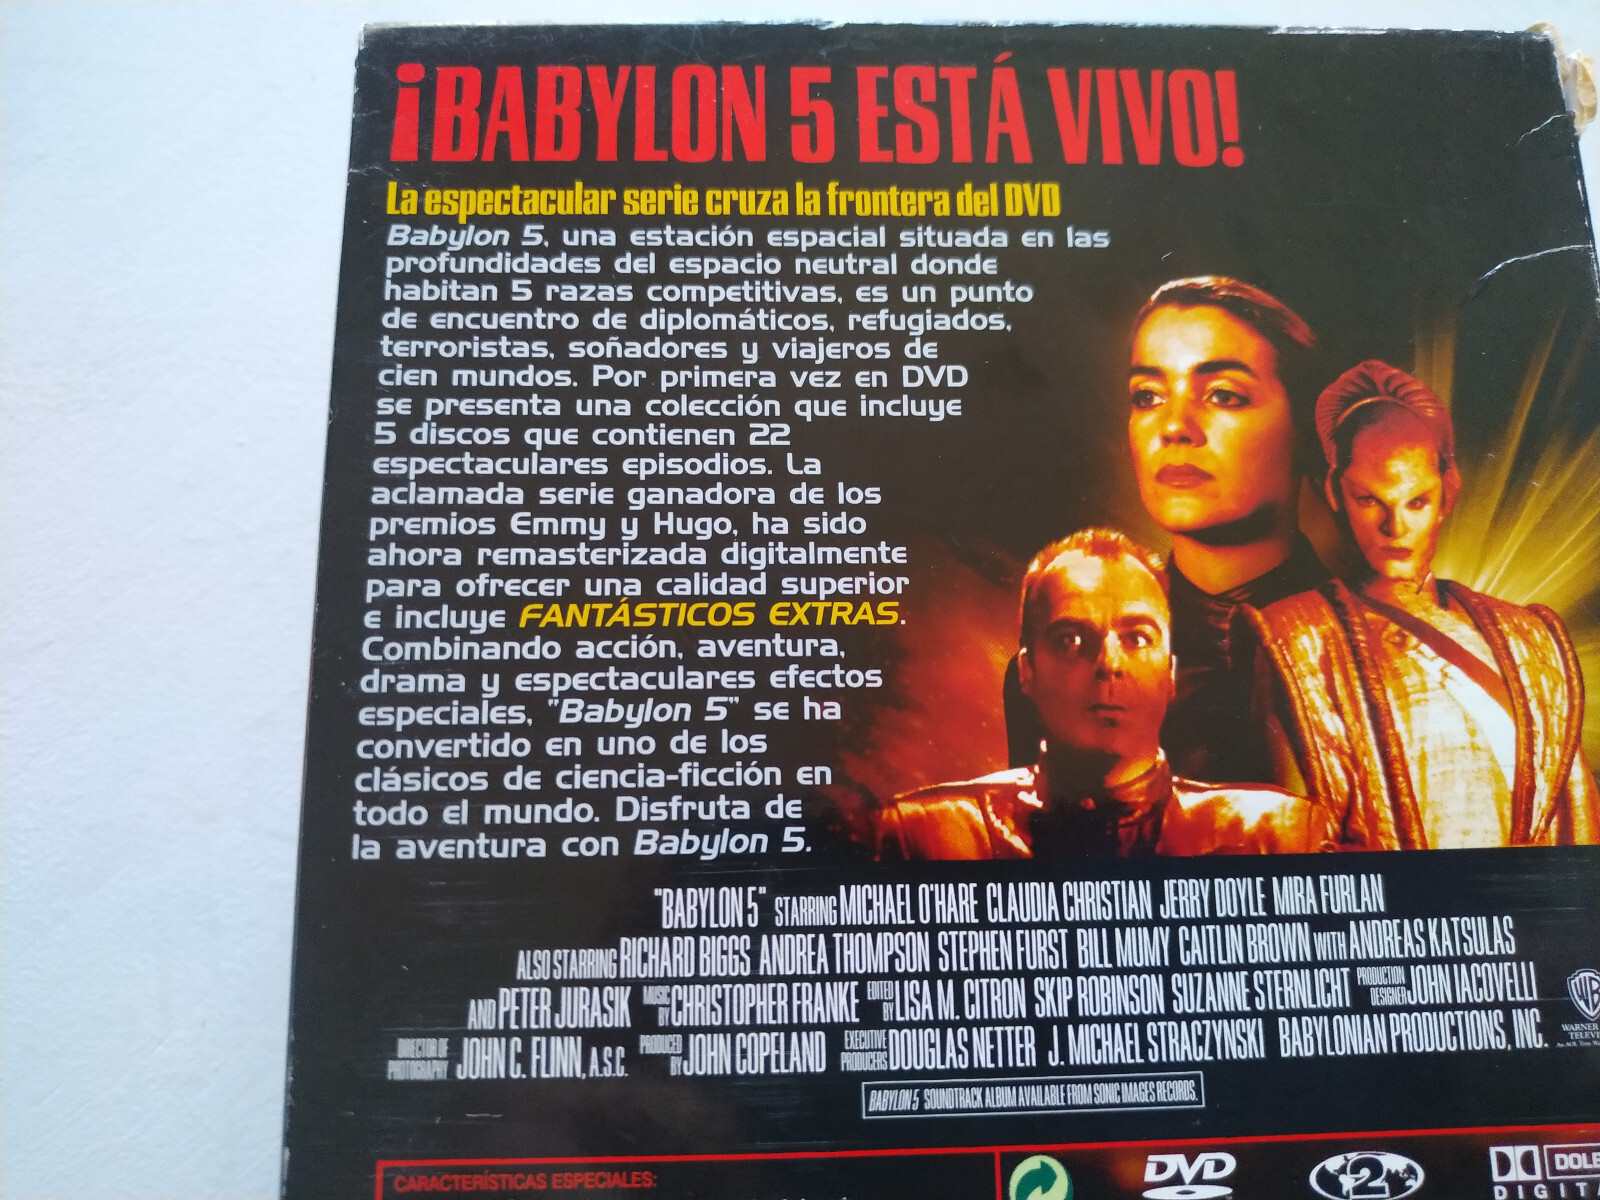 ¡BABYLON 5 ESTÁ VIVO!
La espectacular serie cruza la frontera del DVD
Babylon 5, una estación espacial situada en las
profundidades del espacio neutral donde
habitan 5 razas competitivas, es un punto
de encuentro de diplomáticos, refugiados,
terroristas, soñadores y viajeros de
cien mundos. Por primera vez en DVD
se presenta una colección que incluye
5 discos que contienen 22
espectaculares episodios. La
aclamada serie ganadora de los
premios Emmy y Hugo, ha sido
ahora remasterizada digitalmente
para ofrecer una calidad superior
e incluye FANTÁSTICOS EXTRAS.
Combinando acción, aventura,
drama y espectaculares efectos
especiales, "Babylon 5" se ha
convertido en uno de los
clásicos de ciencia-ficción en
todo el mundo. Disfruta de
la aventura con Babylon 5.
"BABYLON 5" STARRING MICHAEL O'HARE CLAUDIA CHRISTIAN JERRY DOYLE MIRA FURLAN
ALSO STARRING RICHARD BIGGS ANDREA THOMPSON STEPHEN FURST BILL MUMY CAITLIN BROWN WITH ANDREAS KATSULAS
AND PETER JURASIK MUSIC BY CHRISTOPHER FRANKE EDITED BY LISA M. CITRON SKIP ROBINSON SUZANNE STERNLICHT PRODUCTION DESIGNER JOHN IACOVELLI
DIRECTOR OF PHOTOGRAPHY JOHN C. FLINN, A.S.C. PRODUCED BY JOHN COPELAND EXECUTIVE PRODUCERS DOUGLAS NETTER J. MICHAEL STRACZYNSKI BABYLONIAN PRODUCTIONS, INC.
WB
WARNER
BABYLON 5 SOUNDTRACK ALBUM AVAILABLE FROM SONIC IMAGES RECORDS.
CARACTERÍSTICAS ESPECIALES:
DVD
2